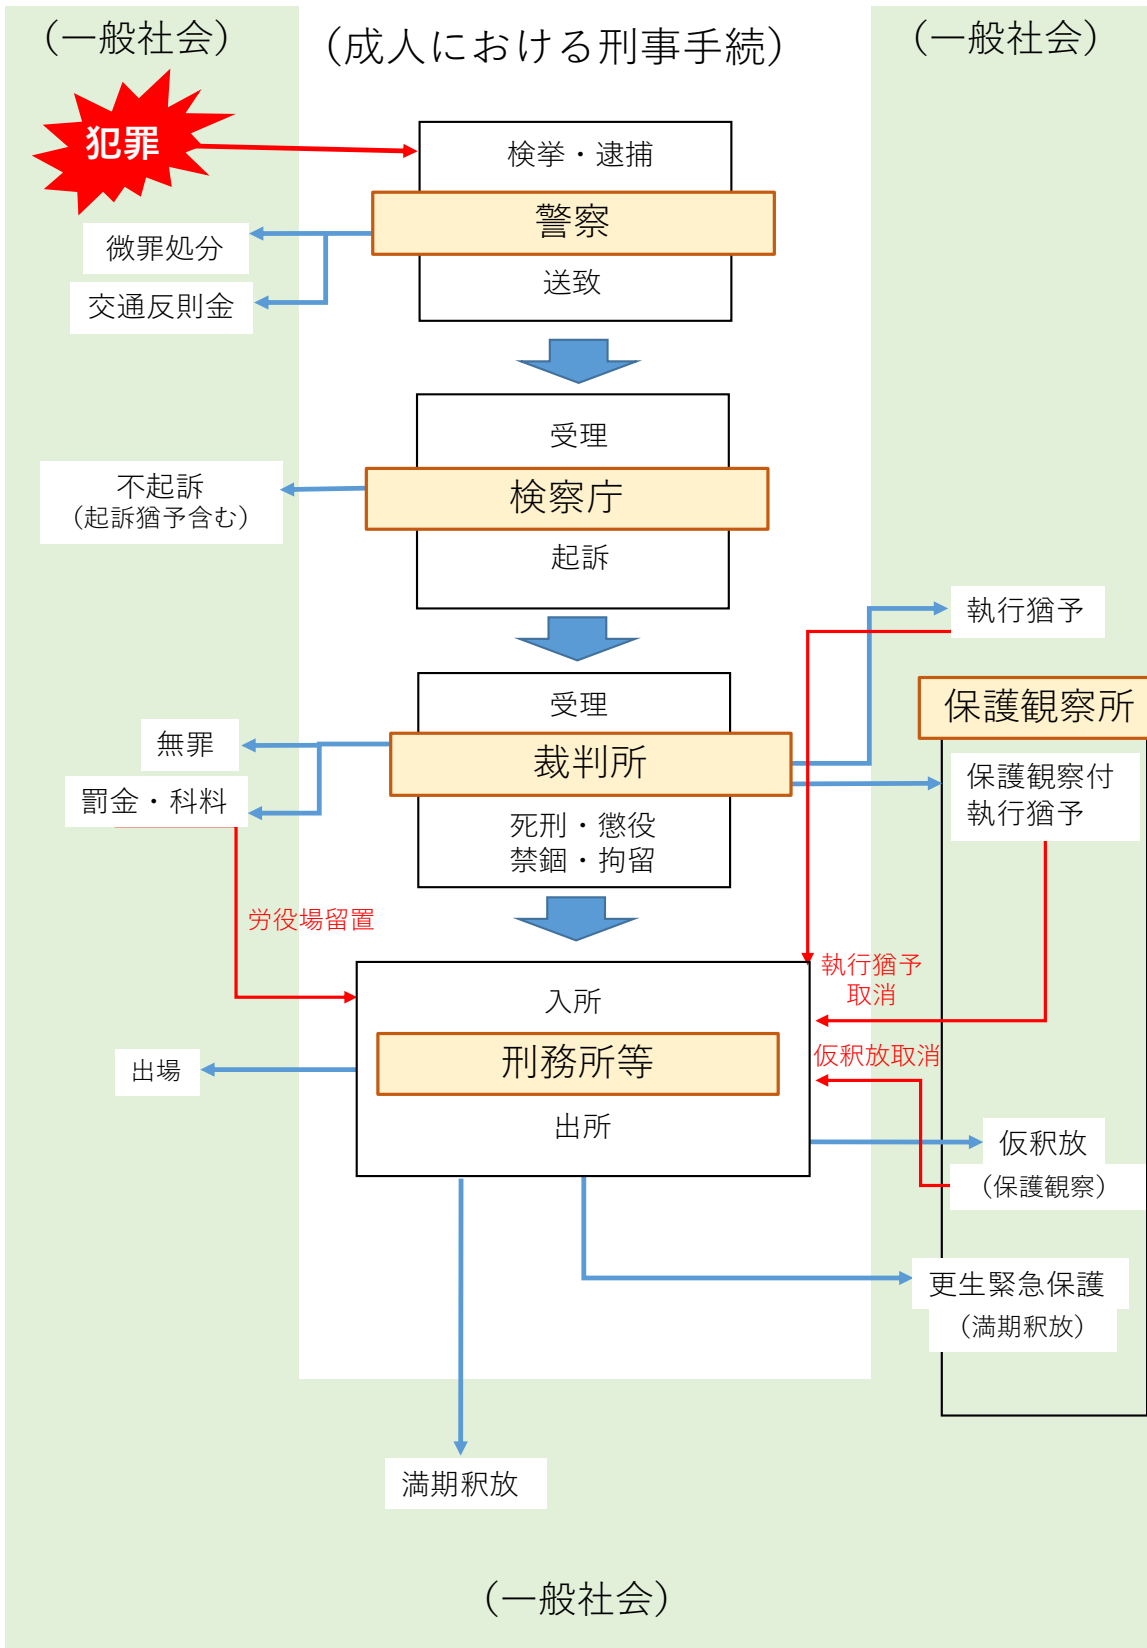 （一般社会）
（成人における刑事手続）
（一般社会）
犯罪
検挙・逮捕
警察
送致
微罪処分
交通反則金
受理
検察庁
起訴
不起訴
（起訴猶予含む）
執行猶予
受理
裁判所
死刑・懲役
禁錮・拘留
無罪
罰金・科料
保護観察所
保護観察付
執行猶予
労役場留置
執行猶予
取消
入所
刑務所等
出所
出場
仮釈放取消
仮釈放
（保護観察）
更生緊急保護
（満期釈放）
満期釈放
（一般社会）